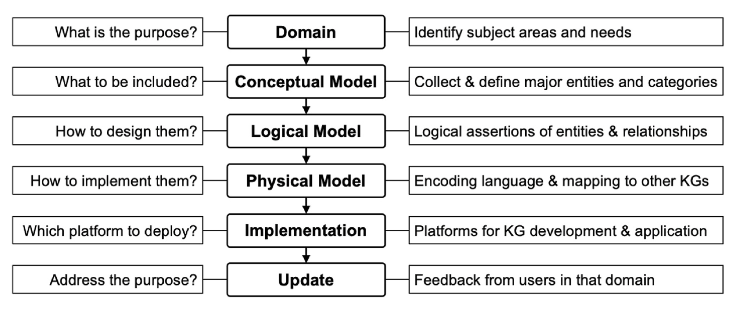 What is the purpose?
Domain
Identify subject areas and needs
What to be included?
Conceptual Model
Collect & define major entities and categories
How to design them?
Logical Model
Logical assertions of entities & relationships
How to implement them?
Physical Model
Encoding language & mapping to other KGs
Which platform to deploy?
Implementation
Platforms for KG development & application
Address the purpose?
Update
Feedback from users in that domain